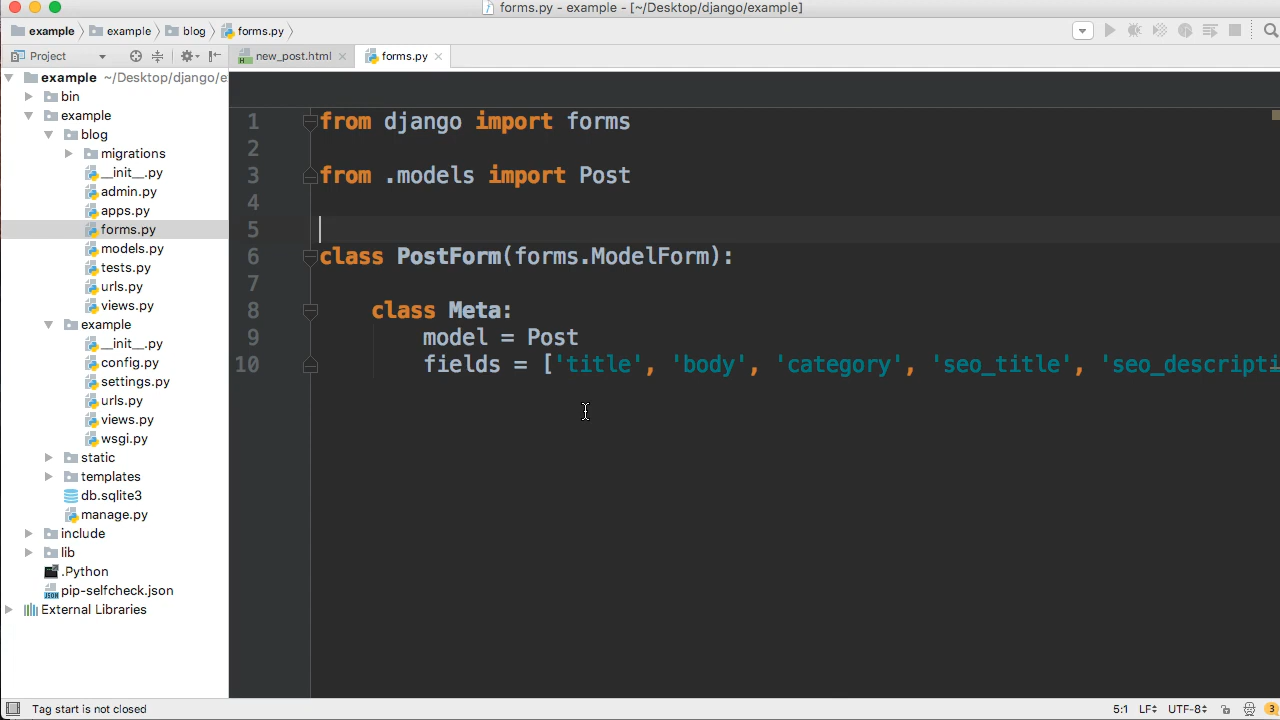 forms.py - example - [~/Desktop/django/example]
example example blog forms.py
Project new_post.html forms.py
example ~/Desktop/django/e
bin
example
blog
migrations
__init__.py
admin.py
apps.py
forms.py
models.py
tests.py
urls.py
views.py
example
__init__.py
config.py
settings.py
urls.py
views.py
wsgi.py
static
templates
db.sqlite3
manage.py
include
lib
.Python
pip-selfcheck.json
External Libraries
1 from django import forms
2
3 from .models import Post
4
5
6 class PostForm(forms.ModelForm):
7
8 class Meta:
9 model = Post
10 fields = ['title', 'body', 'category', 'seo_title', 'seo_descripti
Tag start is not closed 5:1 LF UTF-8 3